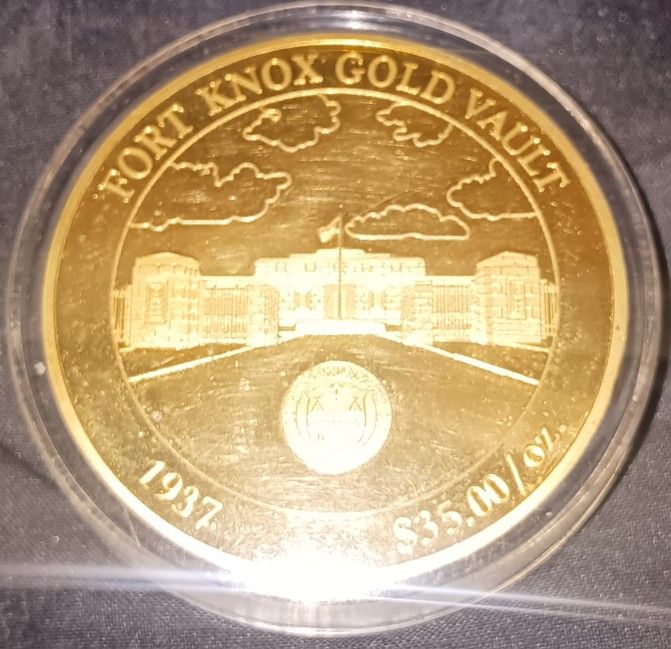 FORT KNOX GOLD VAULT
1937
$35.00/oz.